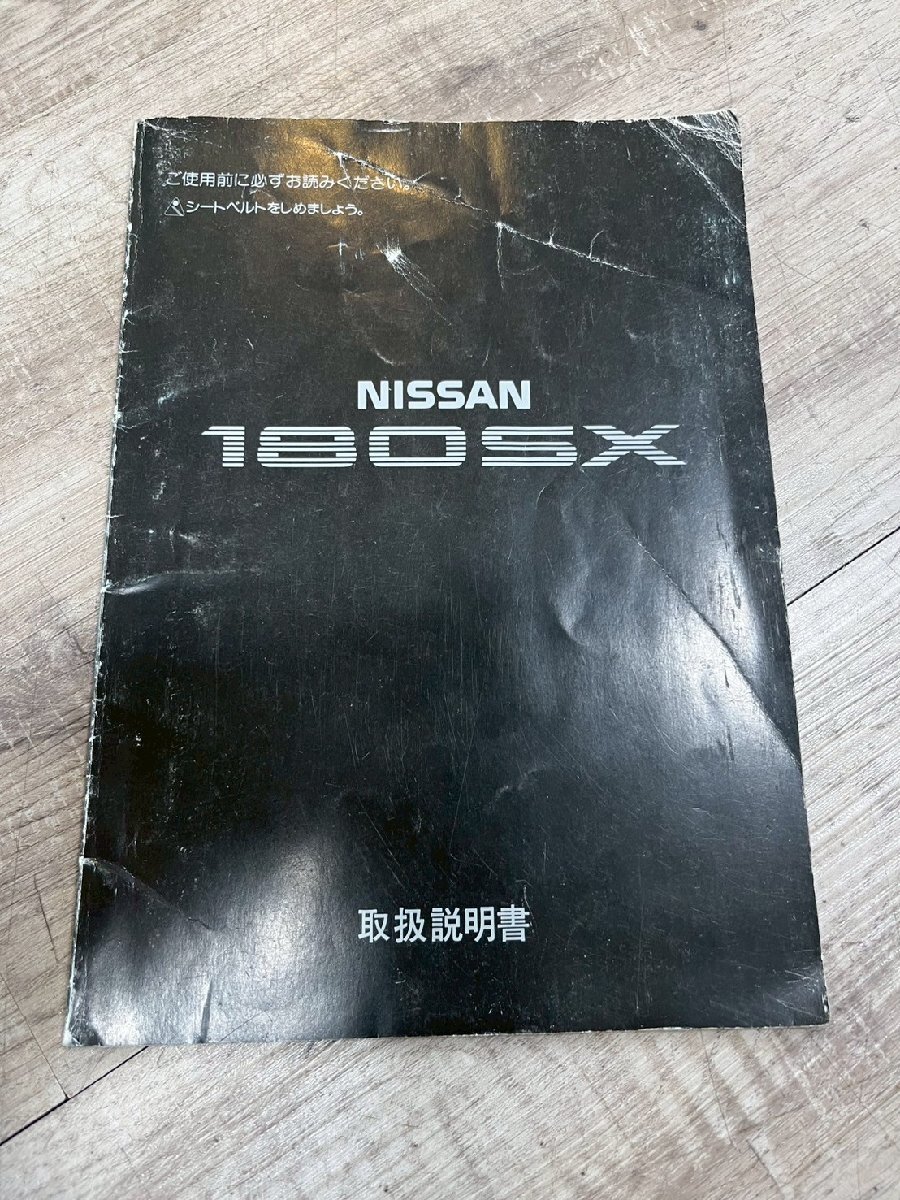 ご使用前に必ずお読みください。
シートベルトをしめましょう。
NISSAN
180SX
取扱説明書